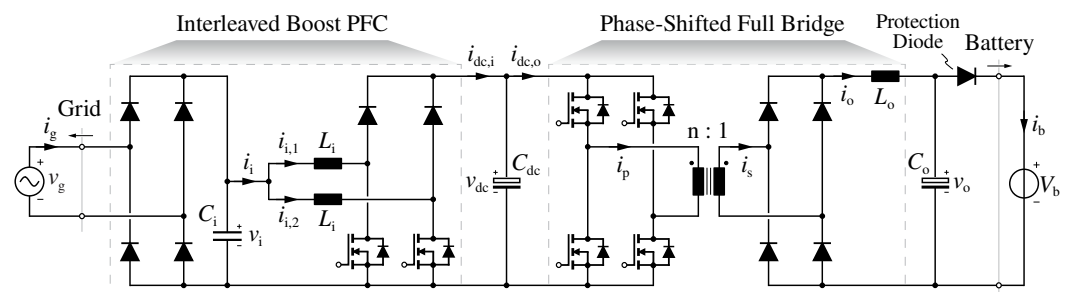 Interleaved Boost PFC
Phase-Shifted Full Bridge
Protection
Diode
Battery
Grid
i_g
v_g
C_i
v_i
i_i
i_i,1
L_i
i_i,2
L_i
i_dc,i
i_dc,o
v_dc
C_dc
i_p
n : 1
i_s
i_o
L_o
C_o
v_o
i_b
V_b